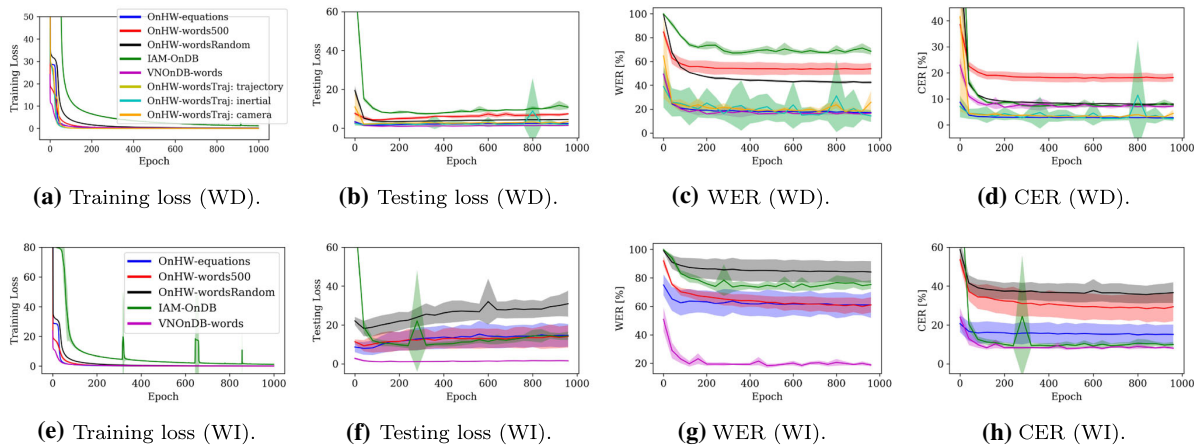 50
40
30
20
10
0
Training Loss
0 200 400 600 800 1000
Epoch
OnHW-equations
OnHW-words500
OnHW-wordsRandom
IAM-OnDB
VNOnDB-words
OnHW-wordsTraj: trajectory
OnHW-wordsTraj: inertial
OnHW-wordsTraj: camera
(a) Training loss (WD).
60
40
20
0
Testing Loss
0 200 400 600 800 1000
Epoch
(b) Testing loss (WD).
100
80
60
40
20
0
WER [%]
0 200 400 600 800 1000
Epoch
(c) WER (WD).
40
30
20
10
0
CER [%]
0 200 400 600 800 1000
Epoch
(d) CER (WD).
80
60
40
20
0
Training Loss
0 200 400 600 800 1000
Epoch
OnHW-equations
OnHW-words500
OnHW-wordsRandom
IAM-OnDB
VNOnDB-words
(e) Training loss (WI).
60
40
20
0
Testing Loss
0 200 400 600 800 1000
Epoch
(f) Testing loss (WI).
100
80
60
40
20
WER [%]
0 200 400 600 800 1000
Epoch
(g) WER (WI).
60
40
20
0
CER [%]
0 200 400 600 800 1000
Epoch
(h) CER (WI).